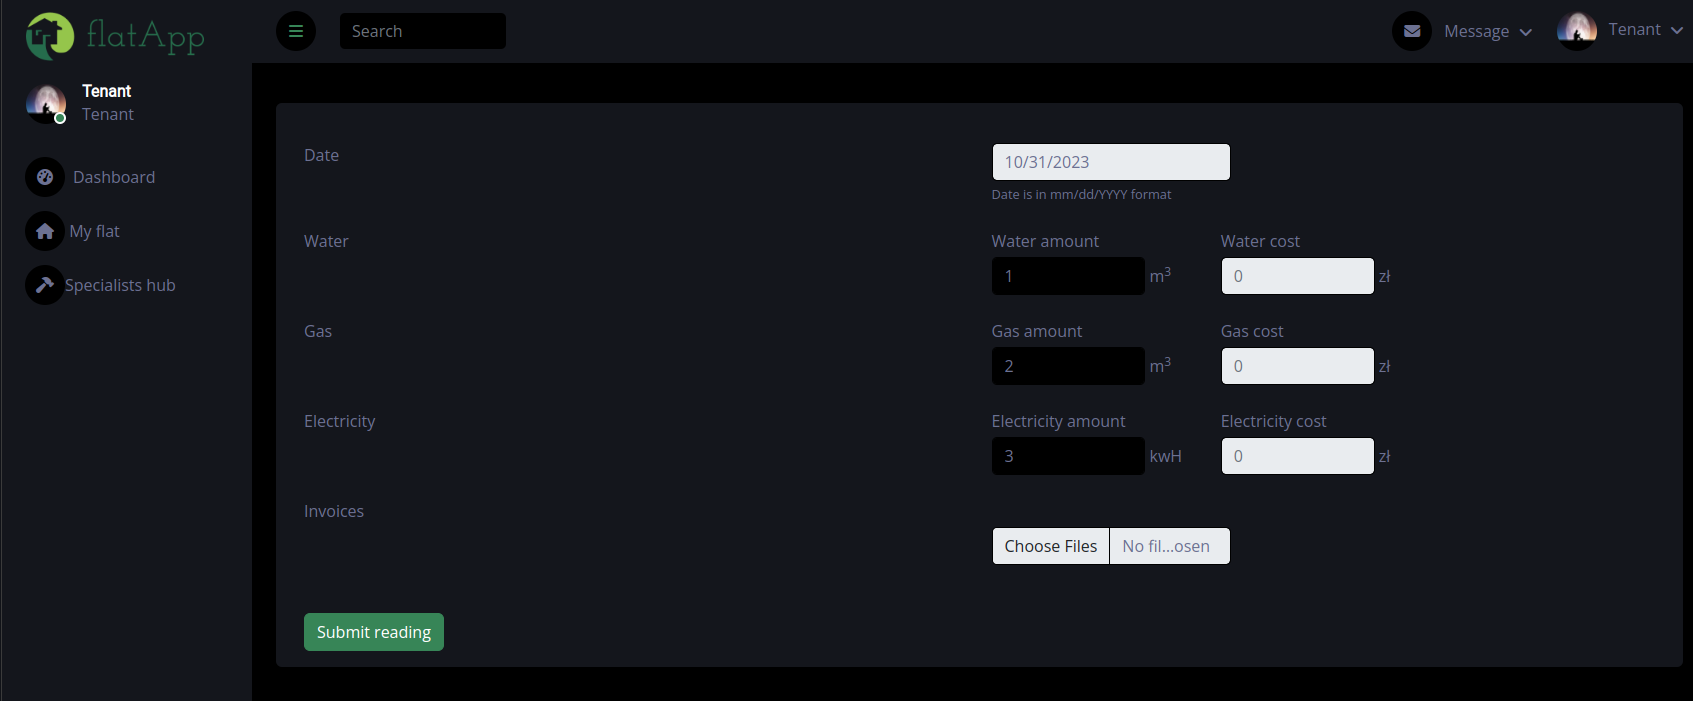 flatApp
Search
Message
Tenant
Tenant
Tenant
Dashboard
My flat
Specialists hub
Date
10/31/2023
Date is in mm/dd/YYYY format
Water
Water amount
Water cost
1 m³
0 zł
Gas
Gas amount
Gas cost
2 m³
0 zł
Electricity
Electricity amount
Electricity cost
3 kwH
0 zł
Invoices
Choose Files No fil...osen
Submit reading